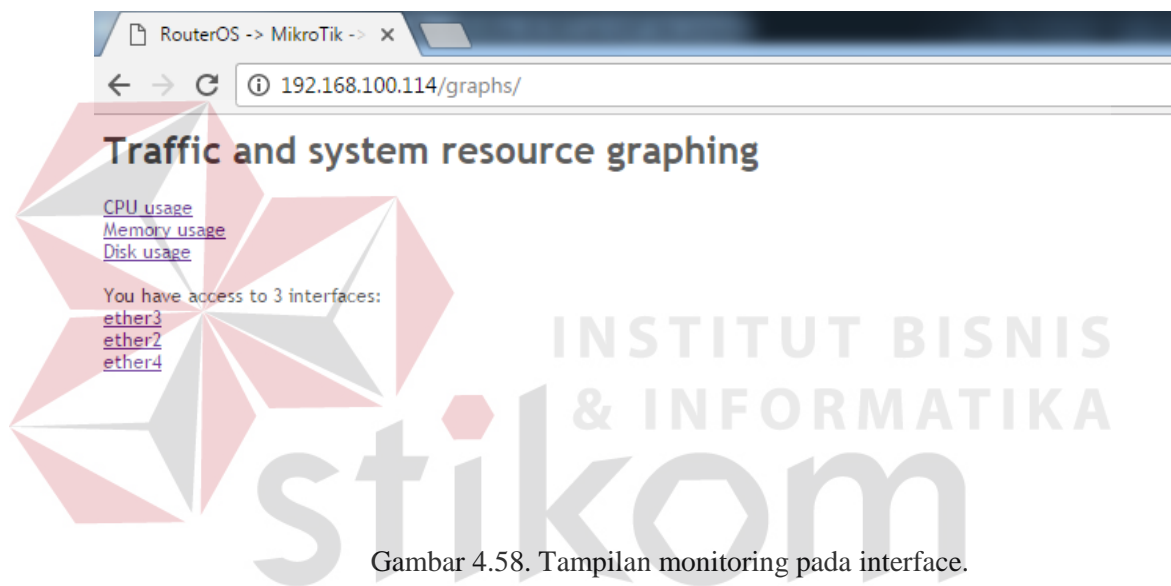 RouterOS -> MikroTik ->
192.168.100.114/graphs/
Traffic and system resource graphing
CPU usage
Memory usage
Disk usage
You have access to 3 interfaces:
ether3
ether2
ether4
INSTITUT BISNIS
& INFORMATIKA
stikom
Gambar 4.58. Tampilan monitoring pada interface.